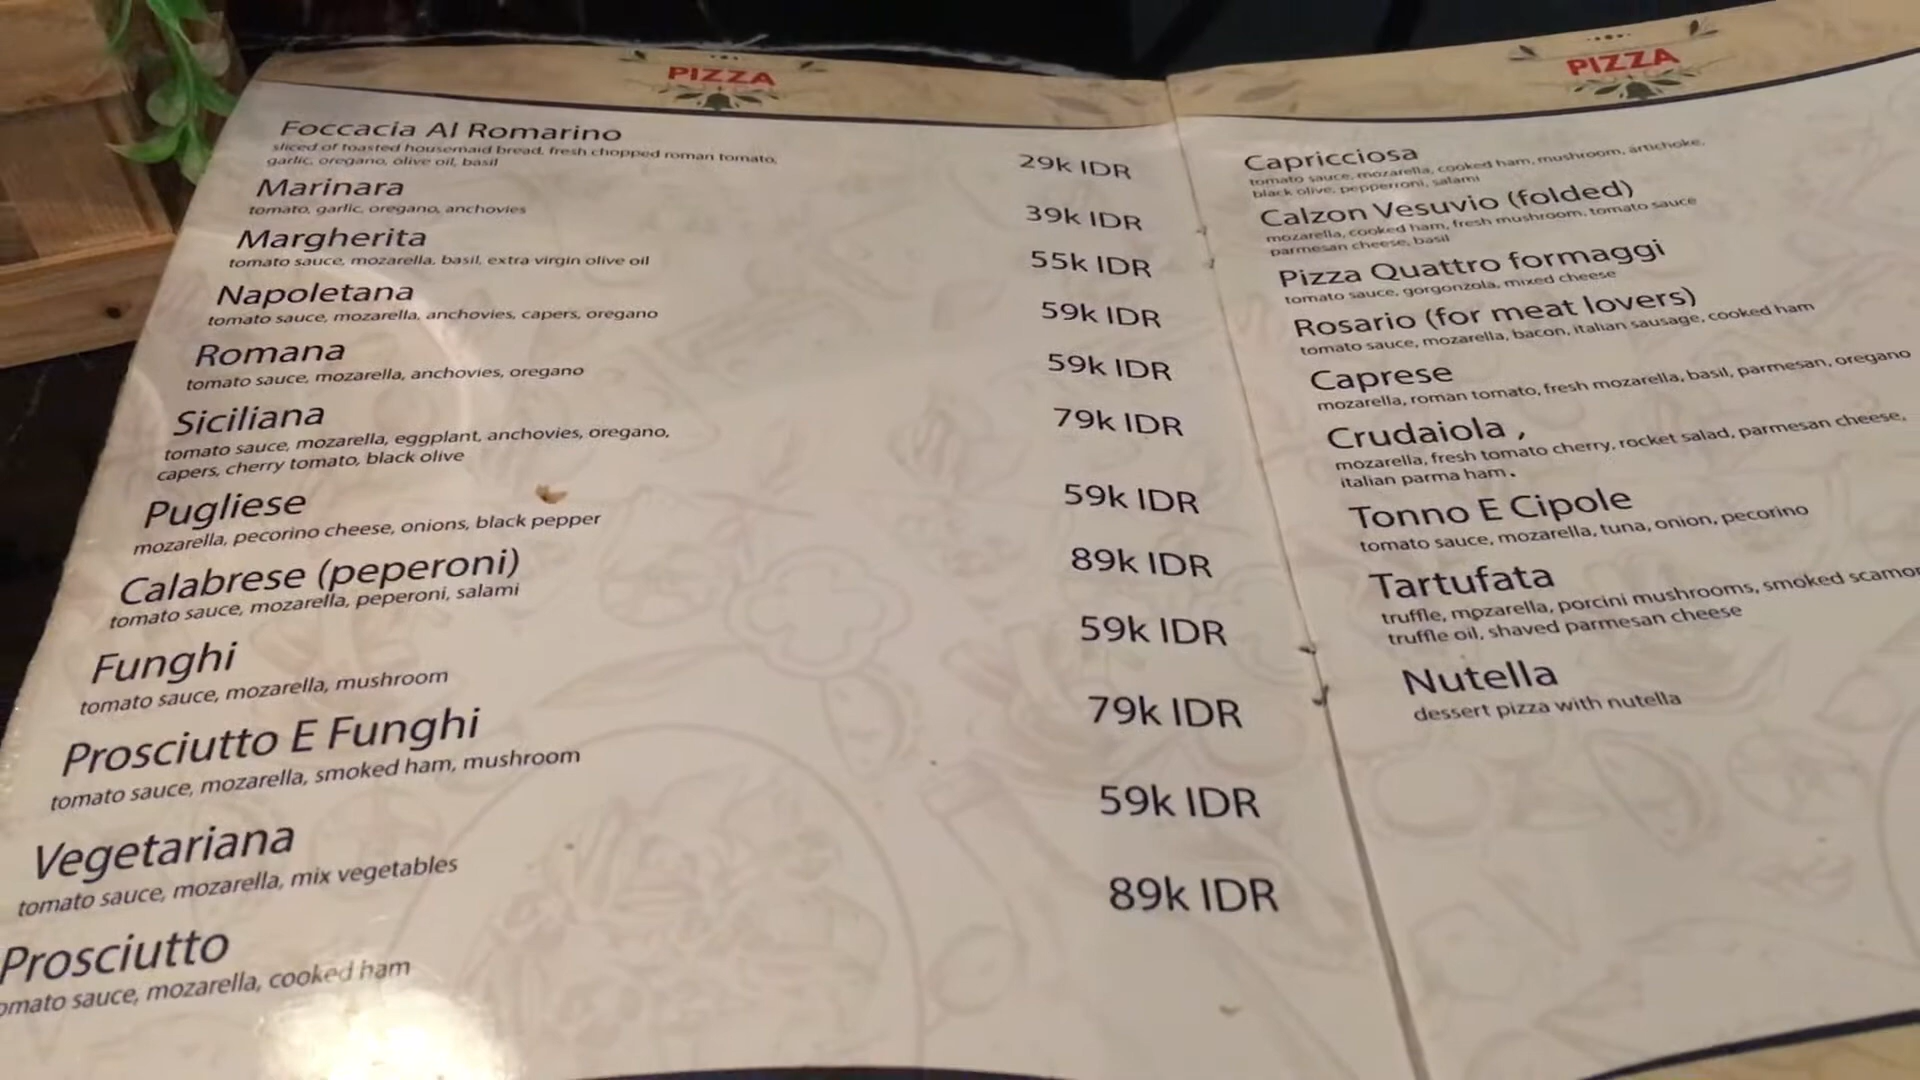 PIZZA
Foccacia Al Romarino
sliced of toasted housemaid bread, fresh chopped roman tomato,
garlic, oregano, olive oil, basil
29k IDR
Marinara
tomato, garlic, oregano, anchovies
39k IDR
Margherita
tomato sauce, mozarella, basil, extra virgin olive oil
55k IDR
Napoletana
tomato sauce, mozarella, anchovies, capers, oregano
59k IDR
Romana
tomato sauce, mozarella, anchovies, oregano
59k IDR
Siciliana
tomato sauce, mozarella, eggplant, anchovies, oregano,
capers, cherry tomato, black olive
79k IDR
Pugliese
mozarella, pecorino cheese, onions, black pepper
59k IDR
Calabrese (peperoni)
tomato sauce, mozarella, peperoni, salami
89k IDR
Funghi
tomato sauce, mozarella, mushroom
59k IDR
Prosciutto E Funghi
tomato sauce, mozarella, smoked ham, mushroom
79k IDR
Vegetariana
tomato sauce, mozarella, mix vegetables
59k IDR
Prosciutto
omato sauce, mozarella, cooked ham
89k IDR
PIZZA
Capricciosa
tomato sauce, mozarella, cooked ham, mushroom, artichoke,
black olive, pepperroni, salami
Calzon Vesuvio (folded)
mozarella, cooked ham, fresh mushroom, tomato sauce
parmesan cheese, basil
Pizza Quattro formaggi
tomato sauce, gorgonzola, mixed cheese
Rosario (for meat lovers)
tomato sauce, mozarella, bacon, italian sausage, cooked ham
Caprese
mozarella, roman tomato, fresh mozarella, basil, parmesan, oregano
Crudaiola ,
mozarella, fresh tomato cherry, rocket salad, parmesan cheese,
italian parma ham.
Tonno E Cipole
tomato sauce, mozarella, tuna, onion, pecorino
Tartufata
truffle, mozarella, porcini mushrooms, smoked scamor
truffle oil, shaved parmesan cheese
Nutella
dessert pizza with nutella